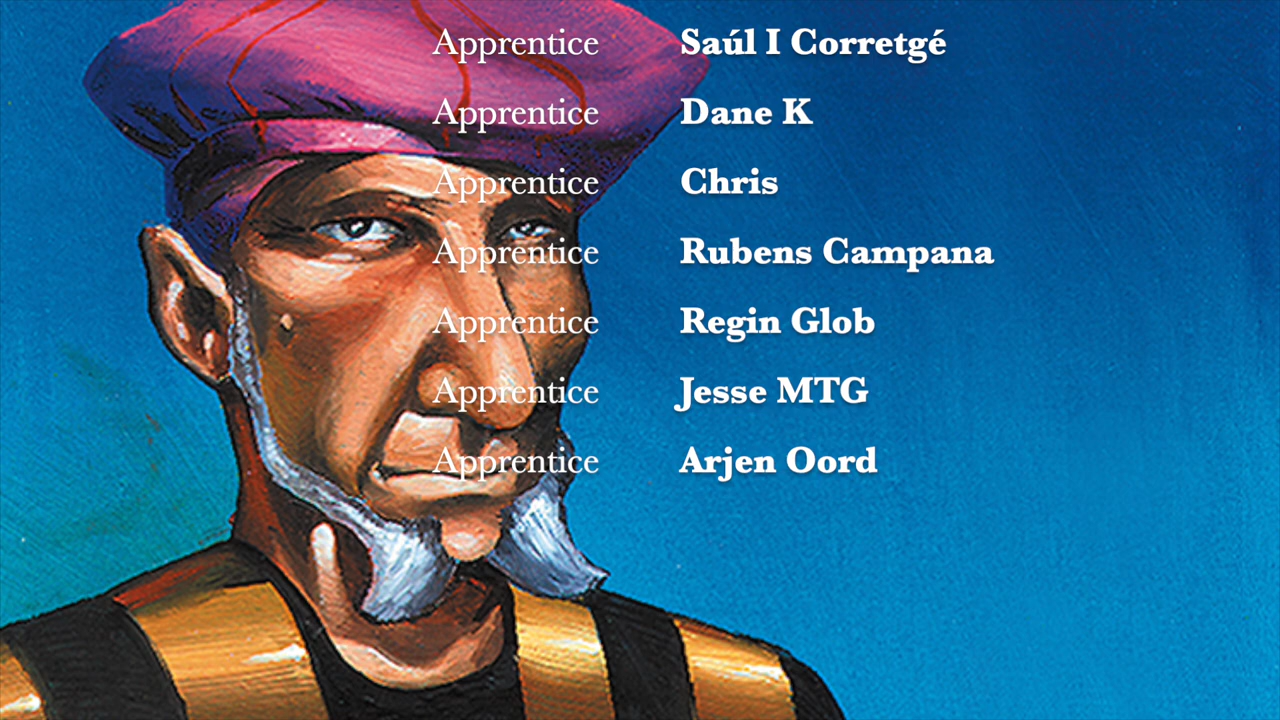 Apprentice Saúl I Corretgé
Apprentice Dane K
Apprentice Chris
Apprentice Rubens Campana
Apprentice Regin Glob
Apprentice Jesse MTG
Apprentice Arjen Oord